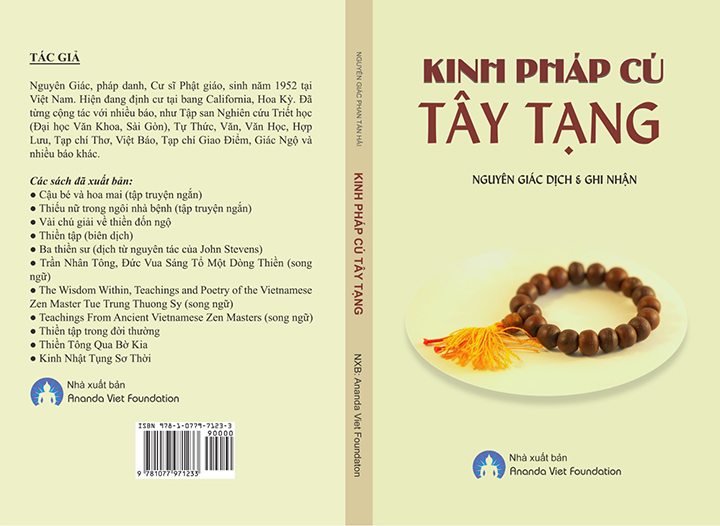 TÁC GIẢ
Nguyên Giác, pháp danh, Cư sĩ Phật giáo, sinh năm 1952 tại
Việt Nam. Hiện đang định cư tại bang California, Hoa Kỳ. Đã
từng cộng tác với nhiều báo, như Tập san Nghiên cứu Triết học
(Đại học Văn Khoa, Sài Gòn), Tự Thức, Văn, Văn Học, Hợp
Lưu, Tạp chí Thơ, Việt Báo, Tạp chí Giao Điểm, Giác Ngộ và
nhiều báo khác.
Các sách đã xuất bản:
● Cậu bé và hoa mai (tập truyện ngắn)
● Thiếu nữ trong ngôi nhà bệnh (tập truyện ngắn)
● Vài chú giải về thiền đốn ngộ
● Thiền tập (biên dịch)
● Ba thiền sư (dịch từ nguyên tác của John Stevens)
● Trần Nhân Tông, Đức Vua Sáng Tổ Một Dòng Thiền (song
ngữ)
● The Wisdom Within, Teachings and Poetry of the Vietnamese
Zen Master Tue Trung Thuong Sy (song ngữ)
● Teachings From Ancient Vietnamese Zen Masters (song ngữ)
● Thiền tập trong đời thường
● Thiền Tông Qua Bờ Kia
● Kinh Nhật Tụng Sơ Thời
Nhà xuất bản
Ananda Viet Foundation
ISBN 978-1-0779-7123-3
90000
9 781077 971233
NGUYÊN GIÁC PHAN TẤN HẢI
KINH PHÁP CÚ TÂY TẠNG
NXB: Ananda Viet Foundaton
KINH PHÁP CÚ
TÂY TẠNG
NGUYÊN GIÁC DỊCH & GHI NHẬN
Nhà xuất bản
Ananda Viet Foundation